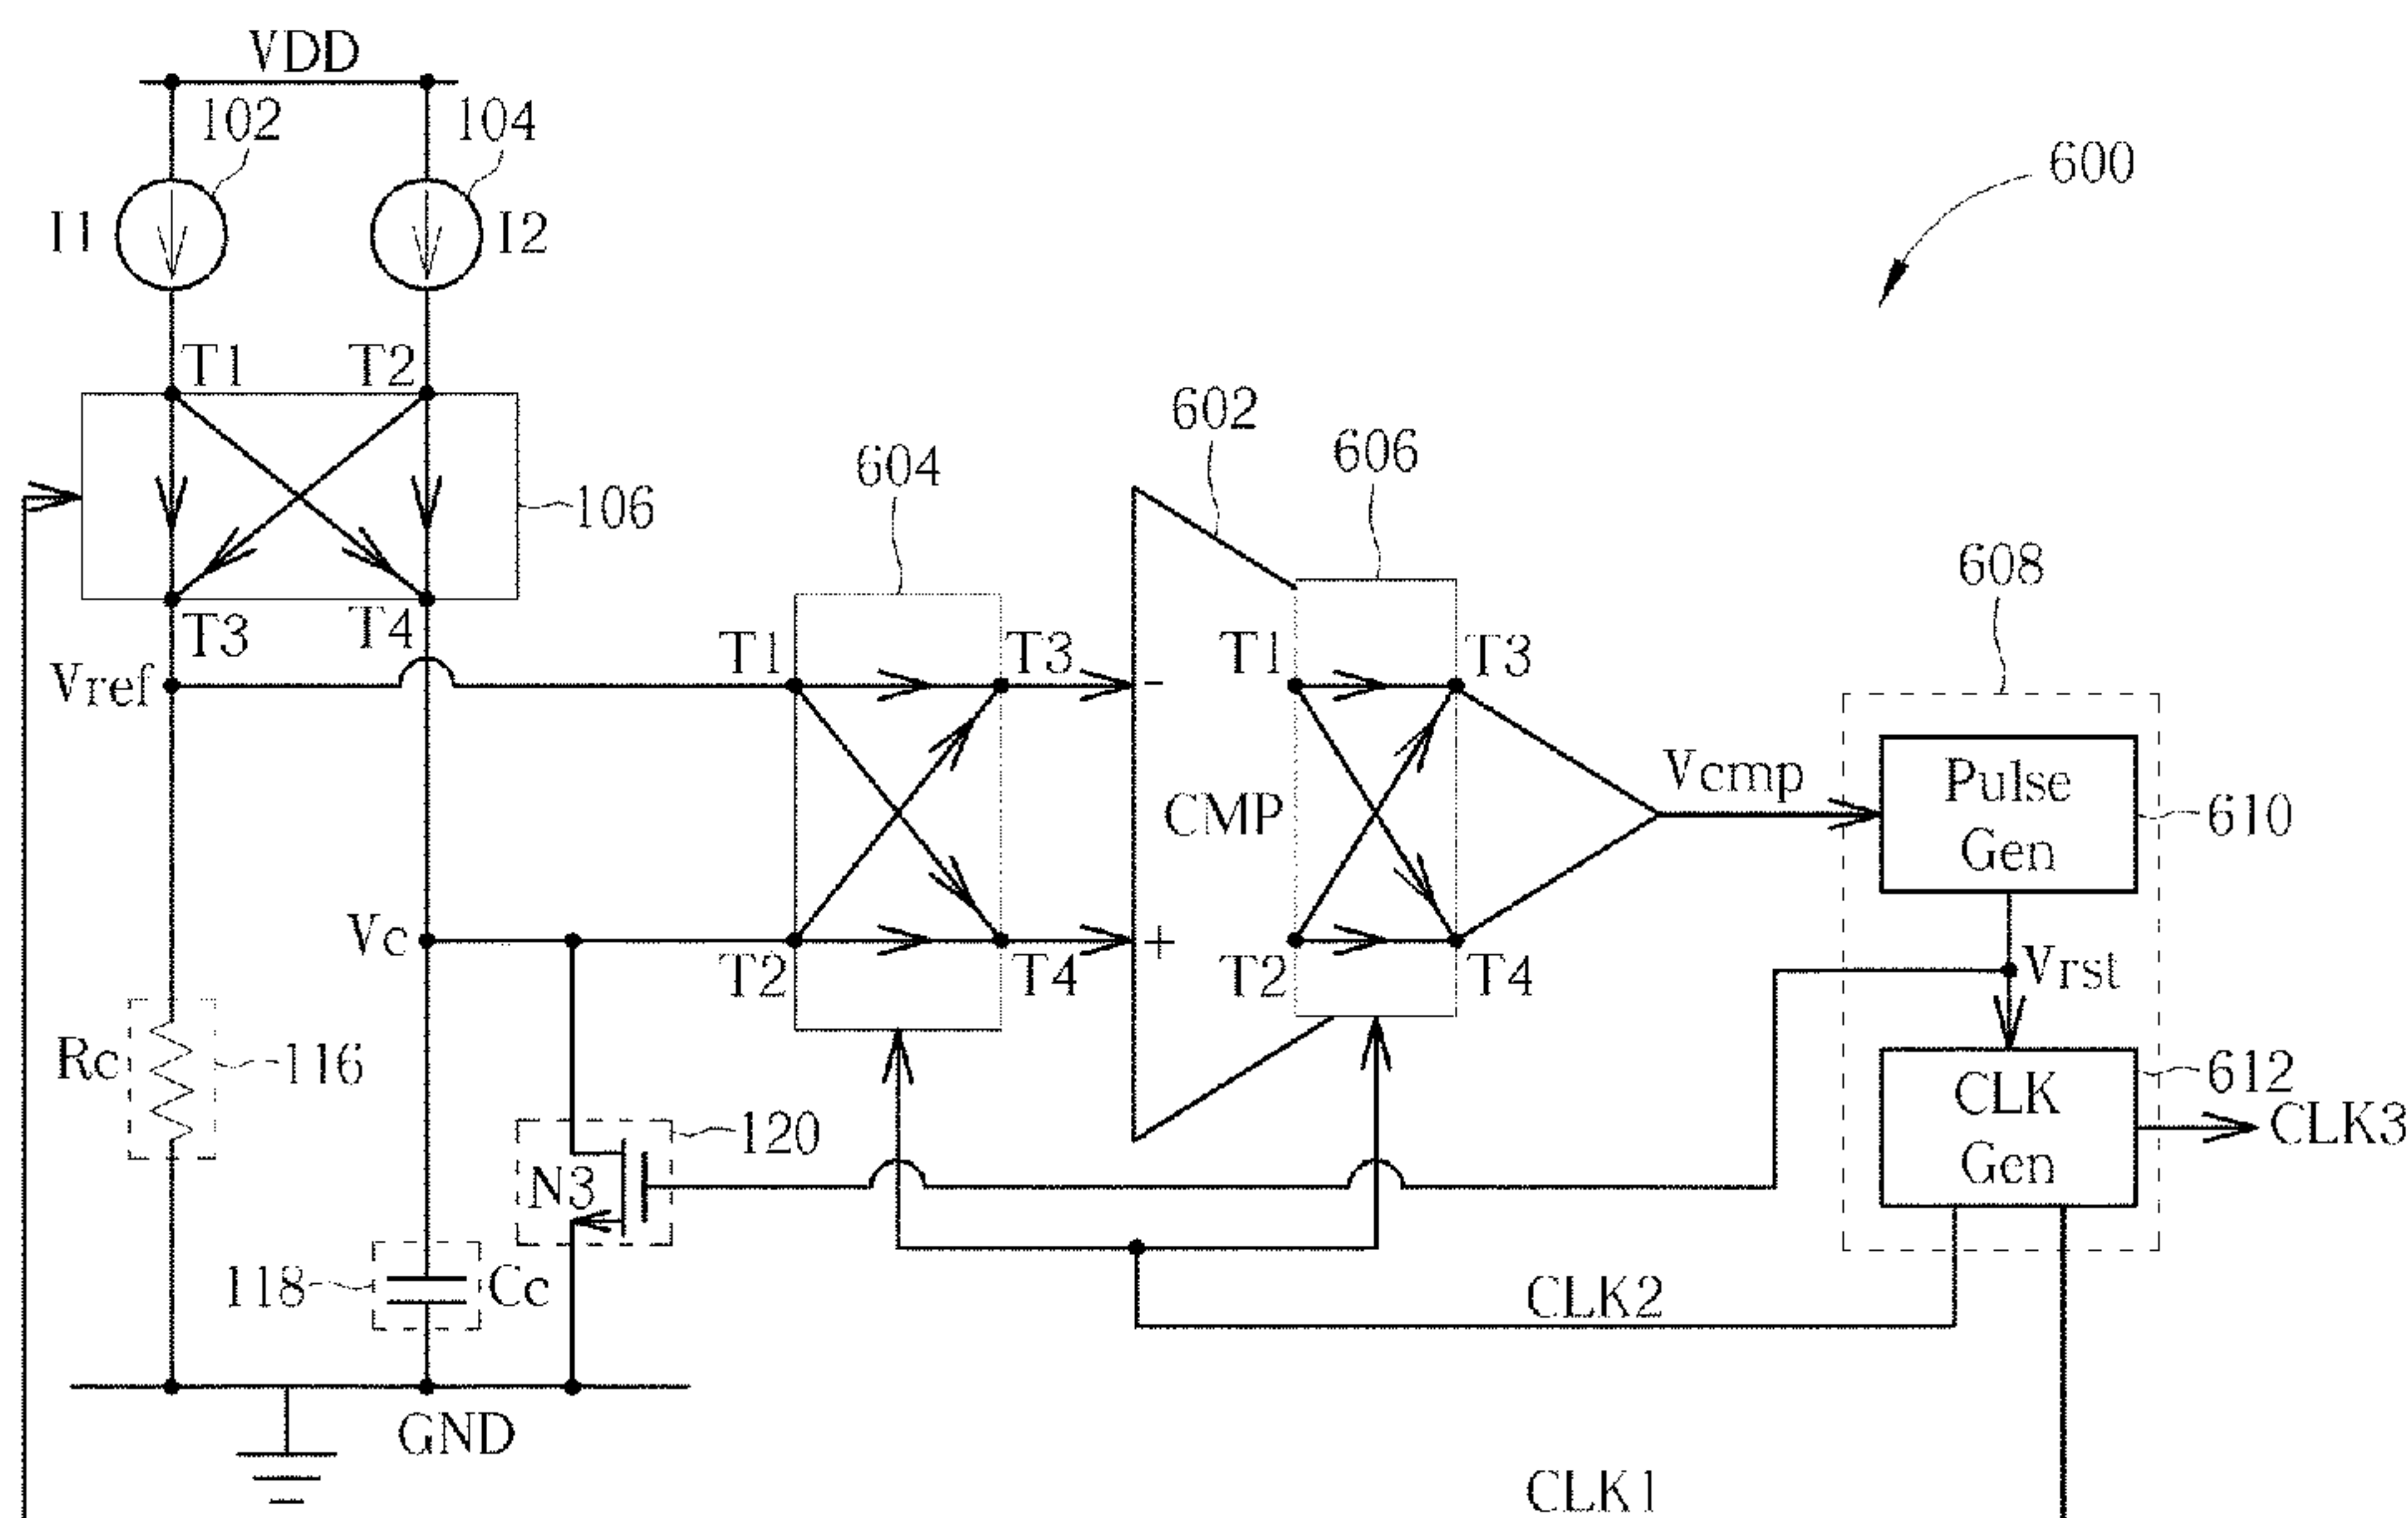 VDD
102
104
600
I1
I2
T1
T2
602
606
604
106
608
T3
T4
T1
T3
T1
T3
Vref
-
Vcmp
Pulse
Gen
610
CMP
Vc
+
T2
T4
T2
T4
Vrst
Rc
116
CLK
Gen
612
CLK3
120
N3
118
Cc
CLK2
GND
CLK1